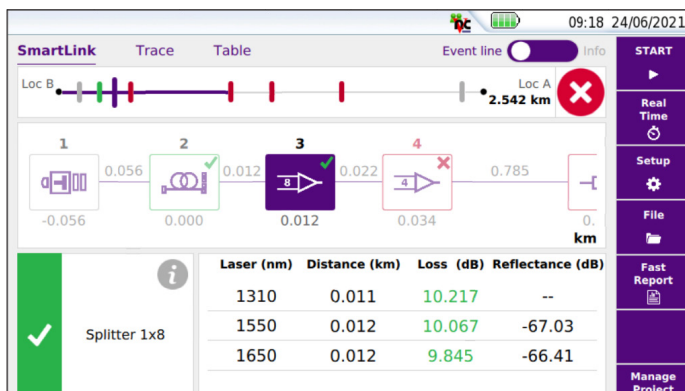 09:18 24/06/2021
SmartLink Trace Table Event line Info
Loc B Loc A
2.542 km
1 2 3 4
0.056 0.012 0.022 0.785
8 4
-0.056 0.000 0.012 0.034 0.
km
Splitter 1x8
Laser (nm) Distance (km) Loss (dB) Reflectance (dB)
1310 0.011 10.217 --
1550 0.012 10.067 -67.03
1650 0.012 9.845 -66.41
START
Real
Time
Setup
File
Fast
Report
Manage
Project